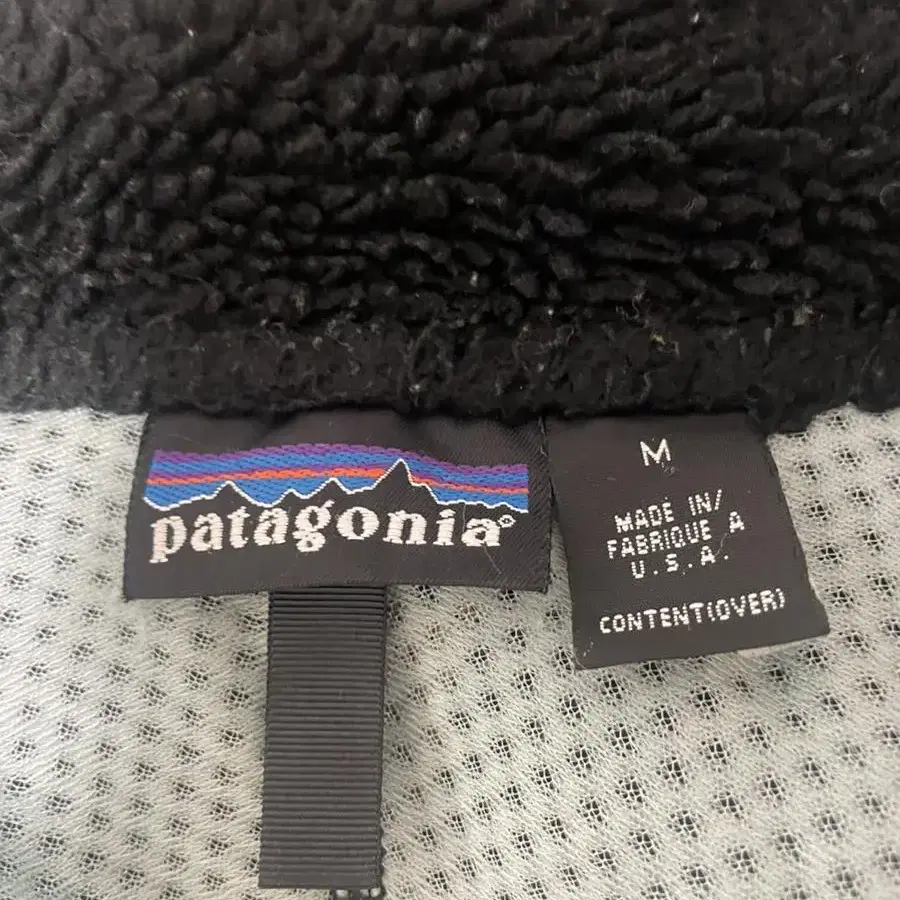 patagonia®
M
MADE IN/
FABRIQUE A
U.S.A.
CONTENT(OVER)